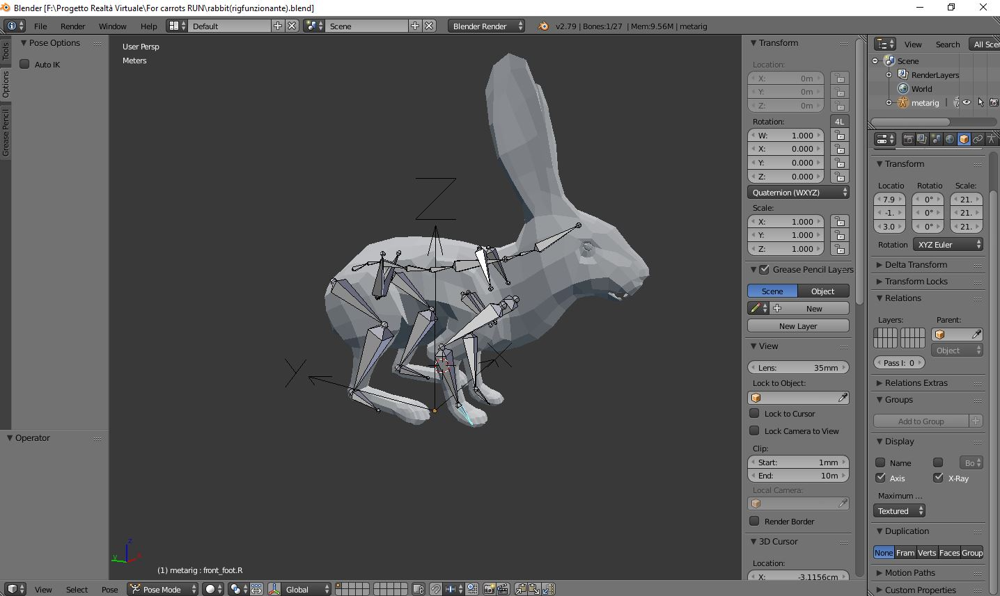 Blender [F:\Progetto Realtà Virtuale\For carrots RUN\rabbit(rigfunzionante).blend]
File Render Window Help Default Scene Blender Render v2.79 | Bones:1/27 | Mem:9.56M | metarig
Tools
Options
Grease Pencil
Pose Options
Auto IK
Operator
User Persp
Meters
Z
Y
X
z
y
x
(1) metarig : front_foot.R
View Select Pose Pose Mode Global
Transform
Location:
X: 0m
Y: 0m
Z: 0m
Rotation: 4L
W: 1.000
X: 0.000
Y: 0.000
Z: 0.000
Quaternion (WXYZ)
Scale:
X: 1.000
Y: 1.000
Z: 1.000
Grease Pencil Layers
Scene Object
New
New Layer
View
Lens: 35mm
Lock to Object:
Lock to Cursor
Lock Camera to View
Clip:
Start: 1mm
End: 10m
Local Camera:
Render Border
3D Cursor
Location:
X: -3.1156cm
View Search All Scen
Scene
RenderLayers
World
metarig
Transform
Locatio Rotatio Scale:
7.9 0° 21.
-1. 0° 21.
3.0 0° 21.
Rotation XYZ Euler
Delta Transform
Transform Locks
Relations
Layers: Parent:
Object
Pass I: 0
Relations Extras
Groups
Add to Group
Display
Name Bo
Axis X-Ray
Maximum ...
Textured
Duplication
None Fram Verts Faces Group
Motion Paths
Custom Properties